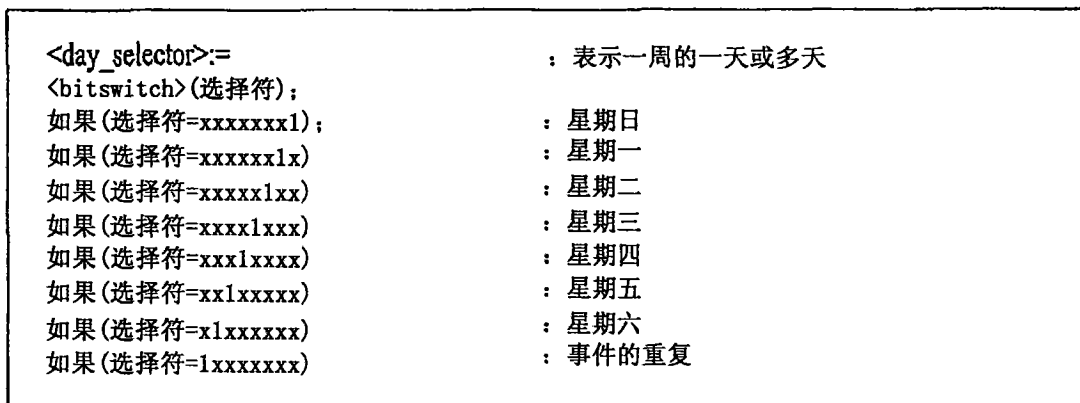 <day_selector>:= ：表示一周的一天或多天
<bitswitch>(选择符);
如果(选择符=xxxxxxx1); ：星期日
如果(选择符=xxxxxx1x) ：星期一
如果(选择符=xxxxx1xx) ：星期二
如果(选择符=xxxx1xxx) ：星期三
如果(选择符=xxx1xxxx) ：星期四
如果(选择符=xx1xxxxx) ：星期五
如果(选择符=x1xxxxxx) ：星期六
如果(选择符=1xxxxxxx) ：事件的重复